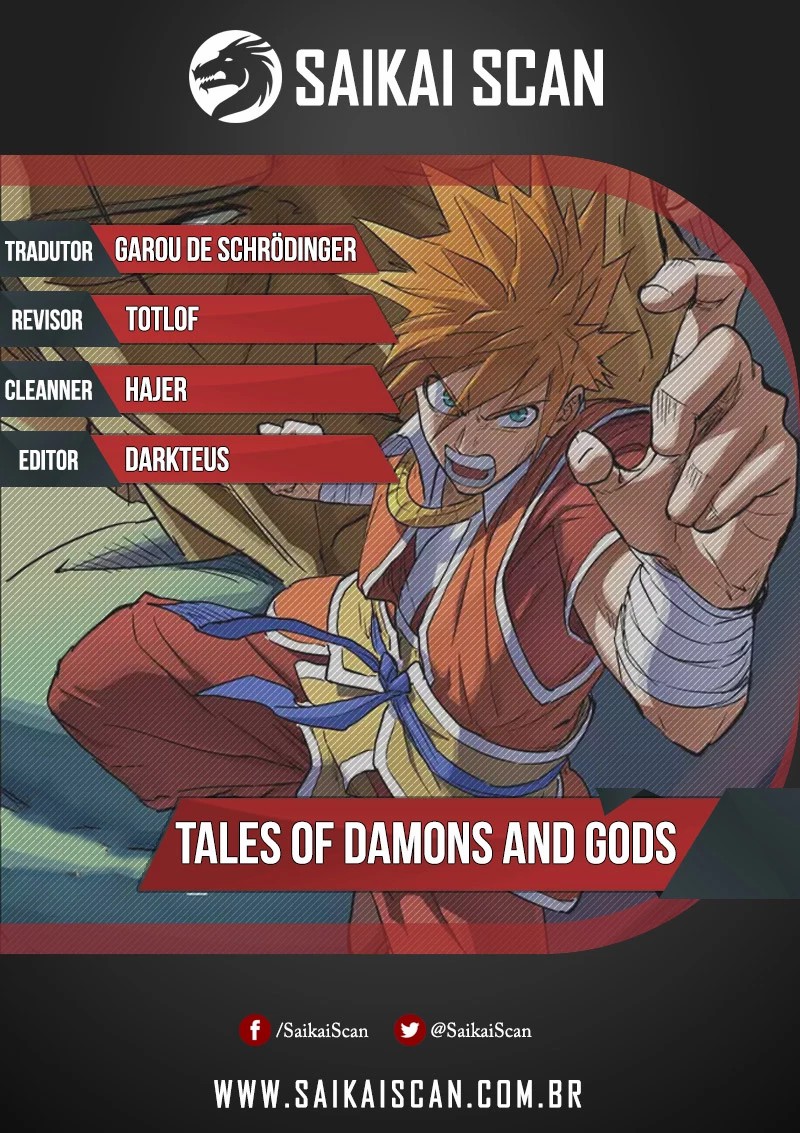 SAIKAI SCAN
TRADUTOR GAROU DE SCHRÖDINGER
REVISOR TOTLOF
CLEANNER HAJER
EDITOR DARKTEUS
TALES OF DAMONS AND GODS
/SaikaiScan @SaikaiScan
WWW.SAIKAISCAN.COM.BR